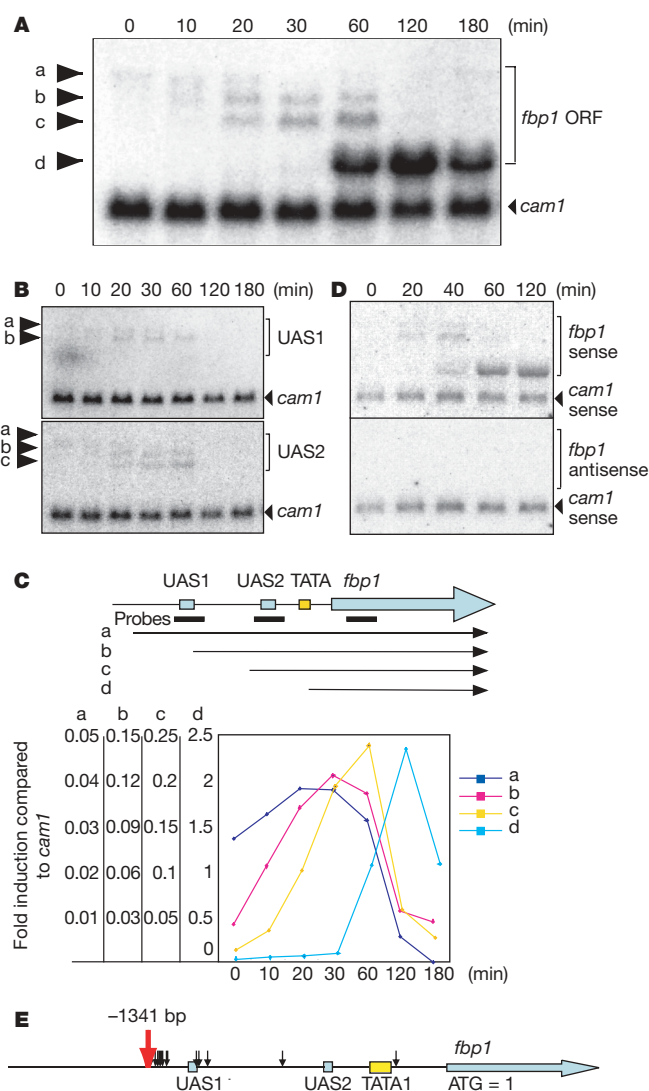 A
0 10 20 30 60 120 180 (min)
a
b
c
d
fbp1 ORF
cam1
B
0 10 20 30 60 120 180 (min)
a
b
UAS1
cam1
a
b
c
UAS2
cam1
D
0 20 40 60 120 (min)
fbp1
sense
cam1
sense
fbp1
antisense
cam1
sense
C
UAS1 UAS2 TATA fbp1
Probes
a
b
c
d
Fold induction compared
to cam1
a b c d
0.05 0.15 0.25 2.5
0.04 0.12 0.2 2
0.03 0.09 0.15 1.5
0.02 0.06 0.1 1
0.01 0.03 0.05 0.5
0
0 10 20 30 60 120 180 (min)
a
b
c
d
E
−1341 bp
fbp1
UAS1 UAS2 TATA1 ATG = 1